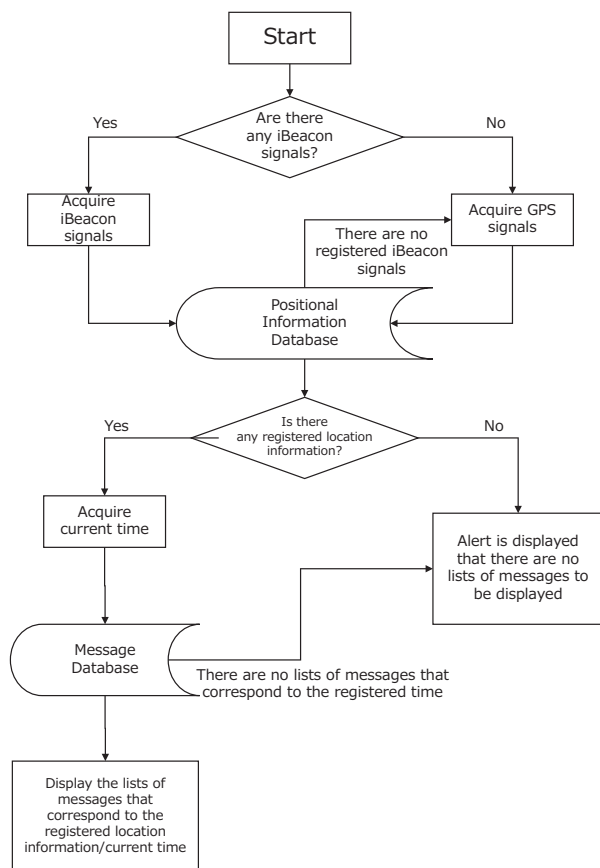 Start
Are there
any iBeacon
signals?
Yes
No
Acquire
iBeacon
signals
Acquire GPS
signals
There are no
registered iBeacon
signals
Positional
Information
Database
Is there
any registered location
information?
Yes
No
Acquire
current time
Alert is displayed
that there are no
lists of messages to
be displayed
Message
Database
There are no lists of messages that
correspond to the registered time
Display the lists of
messages that
correspond to the
registered location
information/current time